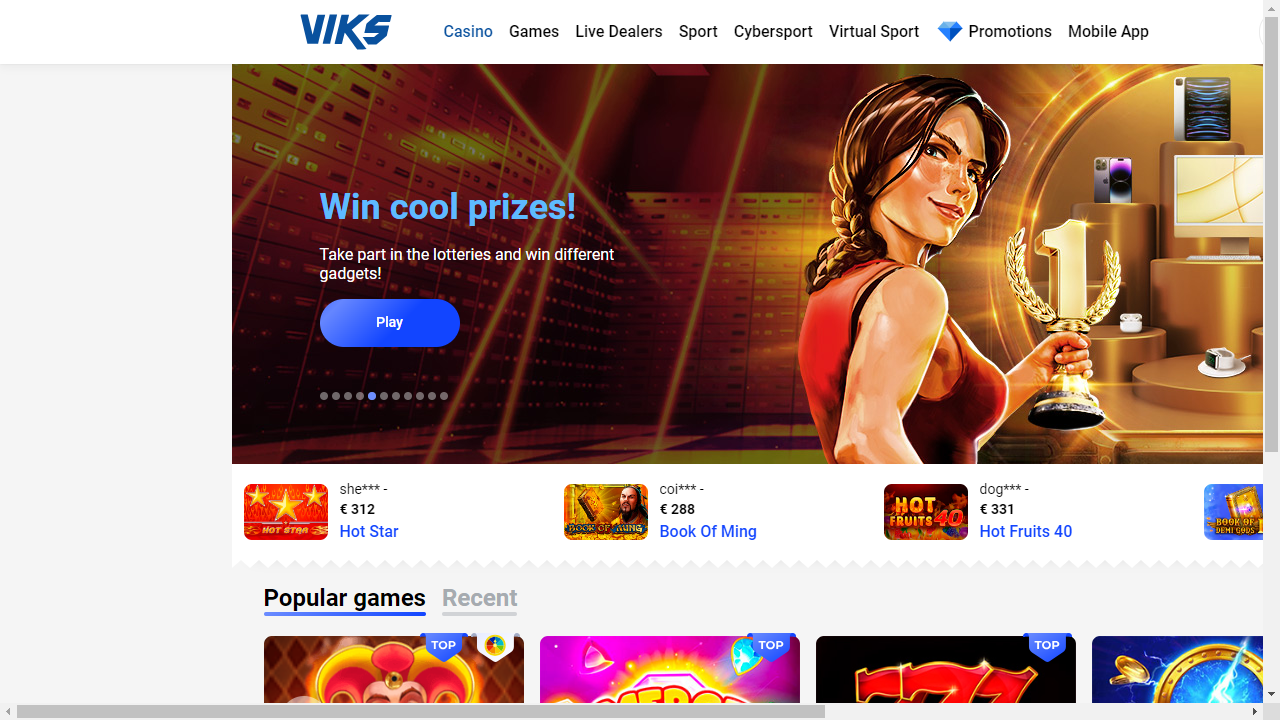 VIKS
Casino Games Live Dealers Sport Cybersport Virtual Sport Promotions Mobile App
Win cool prizes!
Take part in the lotteries and win different
gadgets!
Play
1
she*** -
€ 312
Hot Star
HOT STAR
coi*** -
€ 288
Book Of Ming
BOOK OF MING
dog*** -
€ 331
Hot Fruits 40
HOT
FRUITS 40
BOOK OF
DEMI GODS
Popular games Recent
TOP
TOP
TOP
777